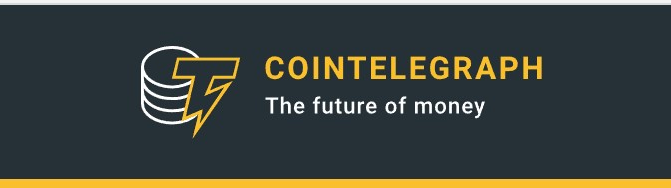 COINTELEGRAPH
The future of money